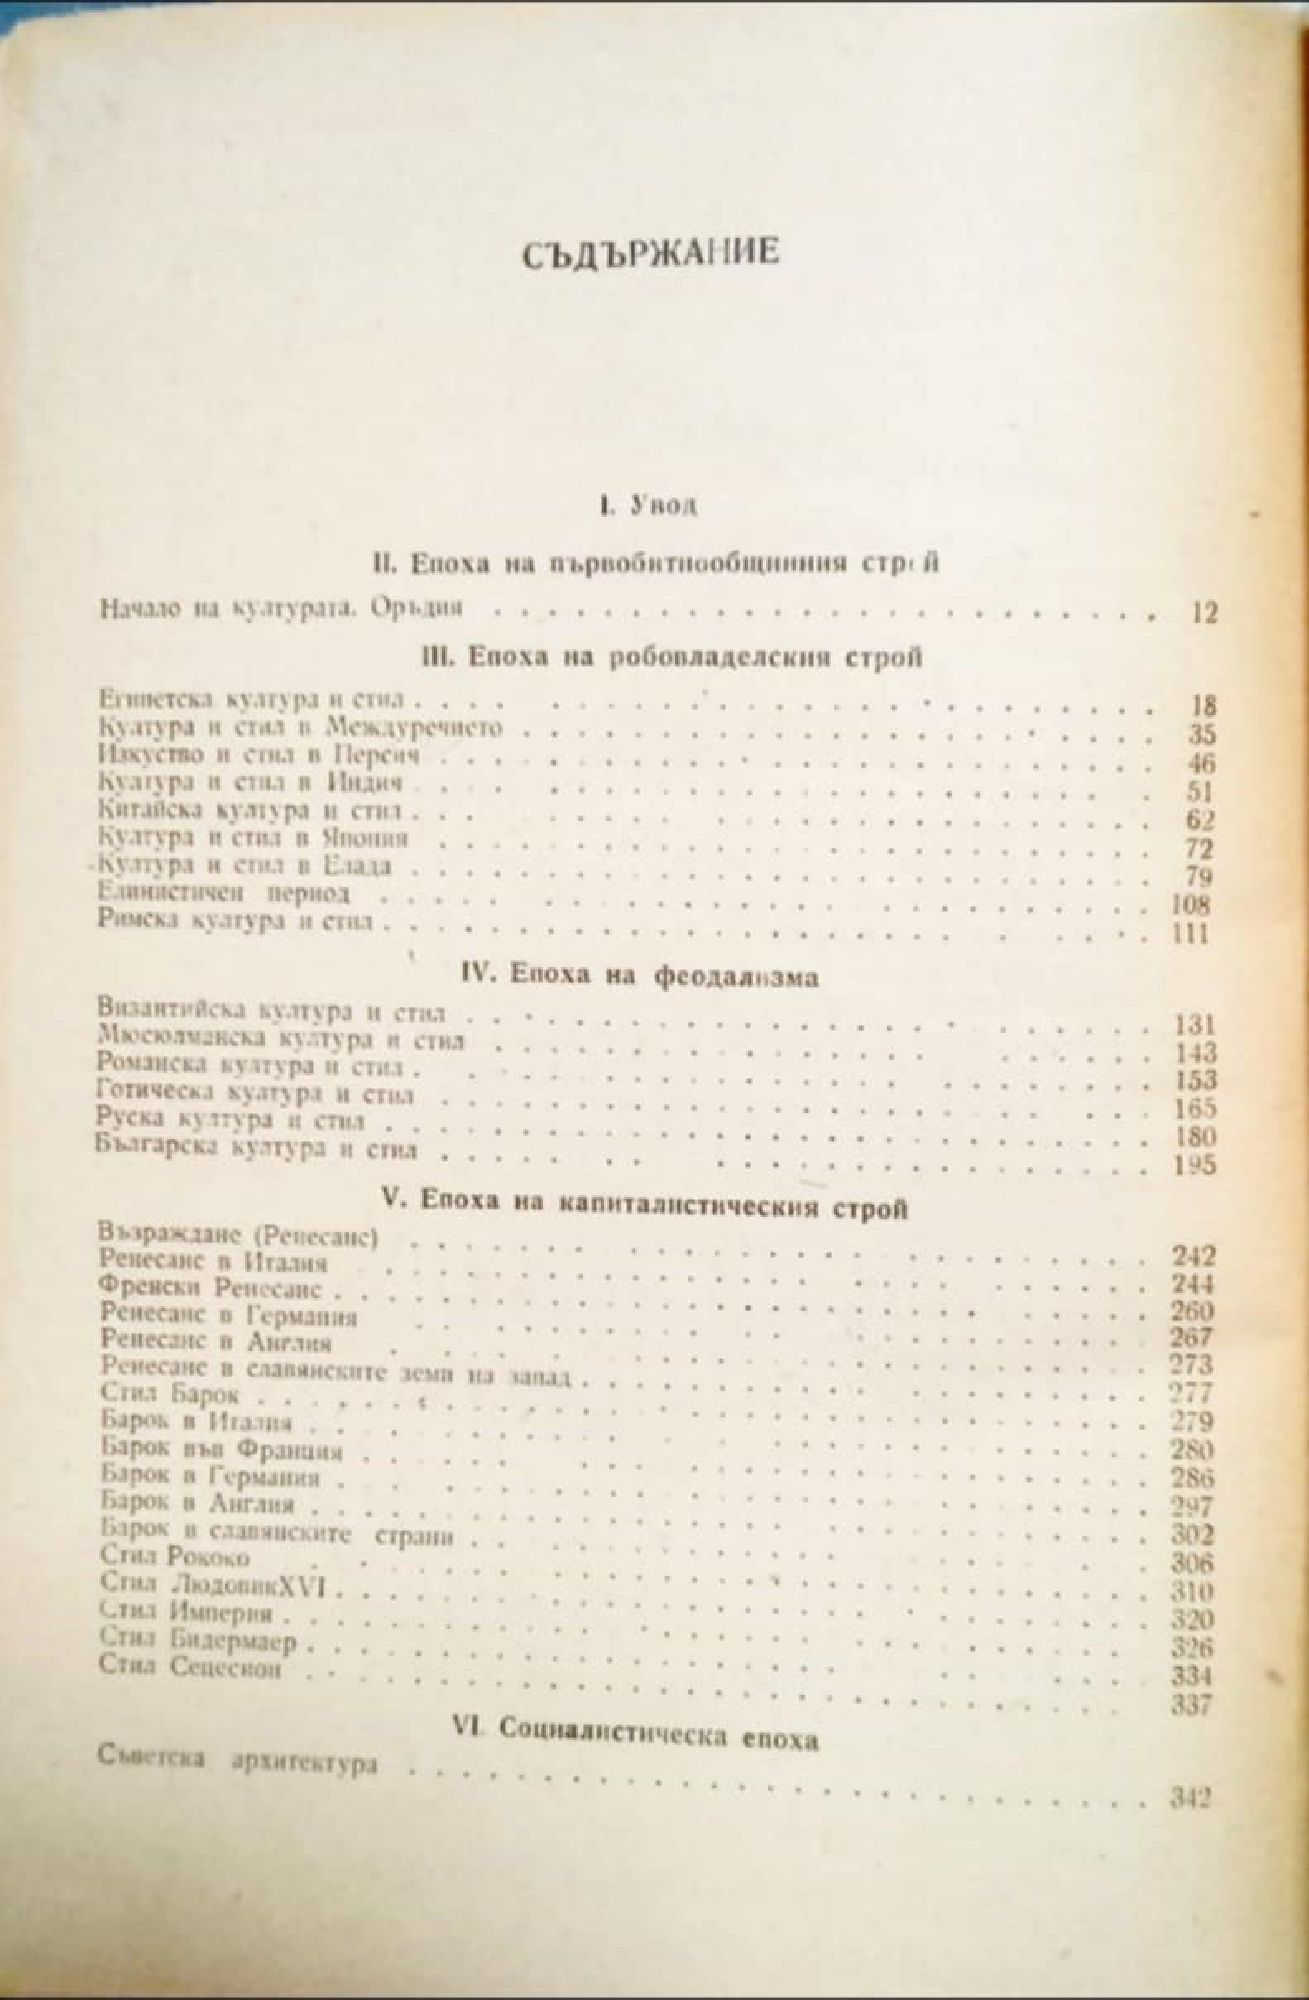 СЪДЪРЖАНИЕ
I. Увод
II. Епоха на първобитнообщинния строй
Начало на културата. Оръдия . . . . . . . . . . . . . . . . . . . . 12
III. Епоха на робовладелския строй
Египетска култура и стил . . . . . . . . . . . . . . . . . . . . 18
Култура и стил в Междуречието . . . . . . . . . . . . . . . . . . . . 35
Изкуство и стил в Персия . . . . . . . . . . . . . . . . . . . . 46
Култура и стил в Индия . . . . . . . . . . . . . . . . . . . . 51
Китайска култура и стил . . . . . . . . . . . . . . . . . . . . 62
Култура и стил в Япония . . . . . . . . . . . . . . . . . . . . 72
Култура и стил в Елада . . . . . . . . . . . . . . . . . . . . 79
Елинистичен период . . . . . . . . . . . . . . . . . . . . 108
Римска култура и стил . . . . . . . . . . . . . . . . . . . . 111
IV. Епоха на феодализма
Византийска култура и стил . . . . . . . . . . . . . . . . . . . . 131
Мюсюлманска култура и стил . . . . . . . . . . . . . . . . . . . . 143
Романска култура и стил . . . . . . . . . . . . . . . . . . . . 153
Готическа култура и стил . . . . . . . . . . . . . . . . . . . . 165
Руска култура и стил . . . . . . . . . . . . . . . . . . . . 180
Българска култура и стил . . . . . . . . . . . . . . . . . . . . 195
V. Епоха на капиталистическия строй
Възраждане (Ренесанс) . . . . . . . . . . . . . . . . . . . . 242
Ренесанс в Италия . . . . . . . . . . . . . . . . . . . . 244
Френски Ренесанс . . . . . . . . . . . . . . . . . . . . 260
Ренесанс в Германия . . . . . . . . . . . . . . . . . . . . 267
Ренесанс в Англия . . . . . . . . . . . . . . . . . . . . 273
Ренесанс в славянските земи на запад . . . . . . . . . . . . . . . . . . . . 277
Стил Барок . . . . . . . . . . . . . . . . . . . . 279
Барок в Италия . . . . . . . . . . . . . . . . . . . . 280
Барок във Франция . . . . . . . . . . . . . . . . . . . . 286
Барок в Германия . . . . . . . . . . . . . . . . . . . . 297
Барок в Англия . . . . . . . . . . . . . . . . . . . . 302
Барок в славянските страни . . . . . . . . . . . . . . . . . . . . 306
Стил Рококо . . . . . . . . . . . . . . . . . . . . 310
Стил ЛюдовикXVI . . . . . . . . . . . . . . . . . . . . 320
Стил Империя . . . . . . . . . . . . . . . . . . . . 326
Стил Бидермаер . . . . . . . . . . . . . . . . . . . . 334
Стил Сецесион . . . . . . . . . . . . . . . . . . . . 337
VI. Социалистическа епоха
Съветска архитектура . . . . . . . . . . . . . . . . . . . . 342